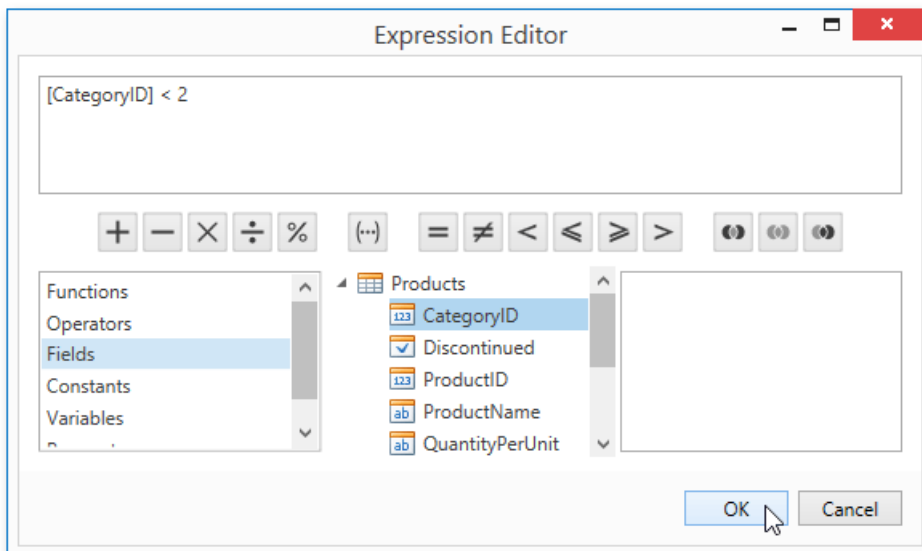 Expression Editor
[CategoryID] < 2
+ − × ÷ % (···) = ≠ < ⩽ ⩾ >
Functions
Operators
Fields
Constants
Variables
Products
CategoryID
Discontinued
ProductID
ProductName
QuantityPerUnit
OK
Cancel